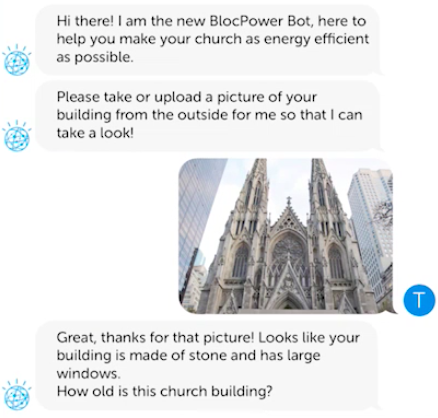 Hi there! I am the new BlocPower Bot, here to
help you make your church as energy efficient
as possible.
Please take or upload a picture of your
building from the outside for me so that I can
take a look!
T
Great, thanks for that picture! Looks like your
building is made of stone and has large
windows.
How old is this church building?